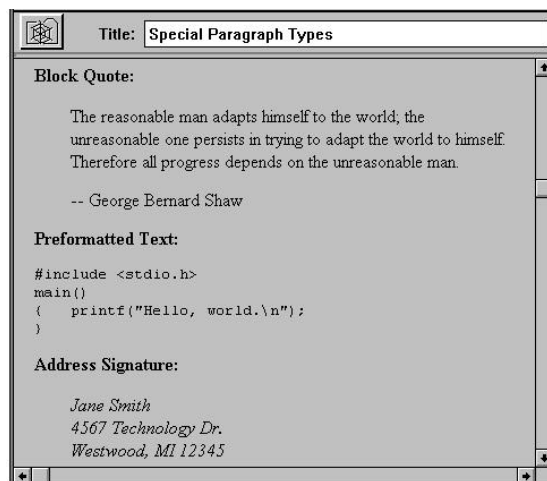 Title: Special Paragraph Types
Block Quote:
The reasonable man adapts himself to the world; the
unreasonable one persists in trying to adapt the world to himself.
Therefore all progress depends on the unreasonable man.
-- George Bernard Shaw
Preformatted Text:
#include <stdio.h>
main()
{   printf("Hello, world.\n");
}
Address Signature:
Jane Smith
4567 Technology Dr.
Westwood, MI 12345